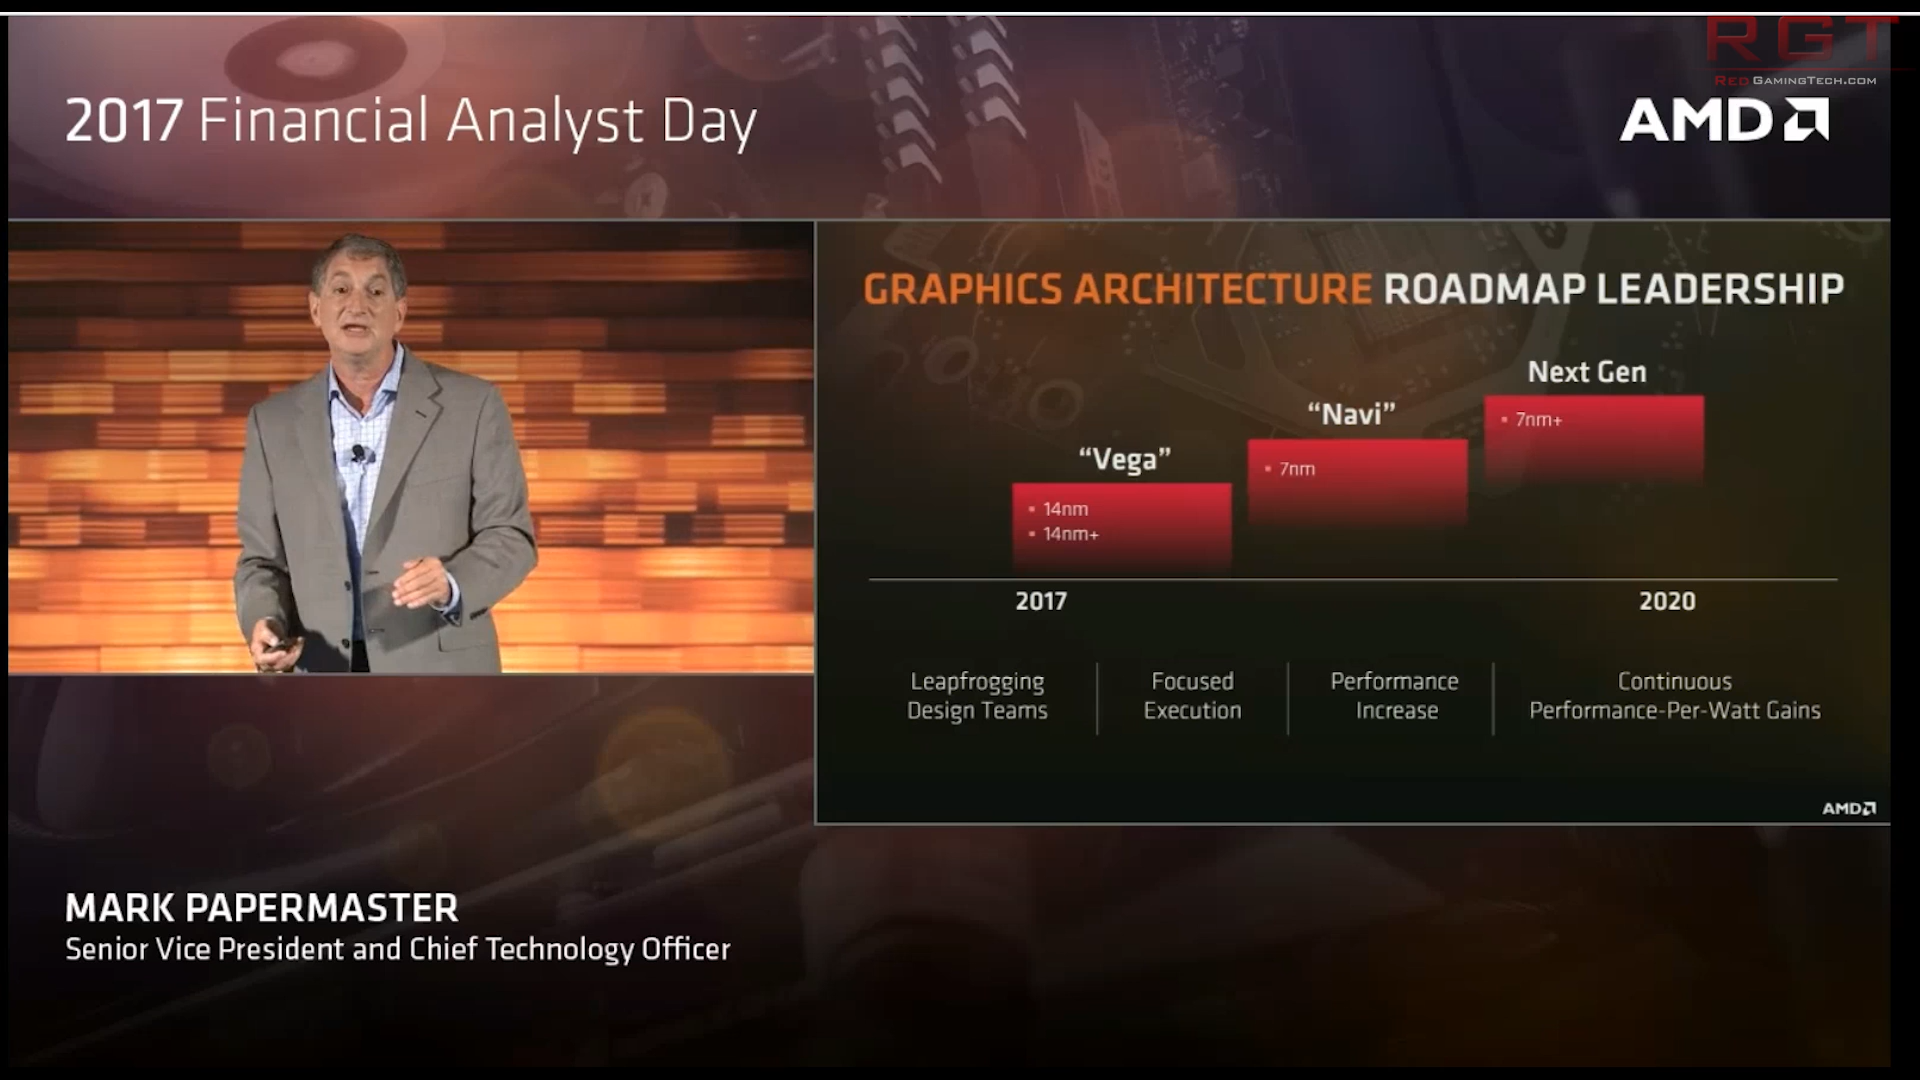 RGT
REDGAMINGTECH.COM
2017 Financial Analyst Day
AMD
GRAPHICS ARCHITECTURE ROADMAP LEADERSHIP
Next Gen
▪ 7nm+
“Navi”
▪ 7nm
“Vega”
▪ 14nm
▪ 14nm+
2017
2020
Leapfrogging
Design Teams
Focused
Execution
Performance
Increase
Continuous
Performance-Per-Watt Gains
AMD
MARK PAPERMASTER
Senior Vice President and Chief Technology Officer